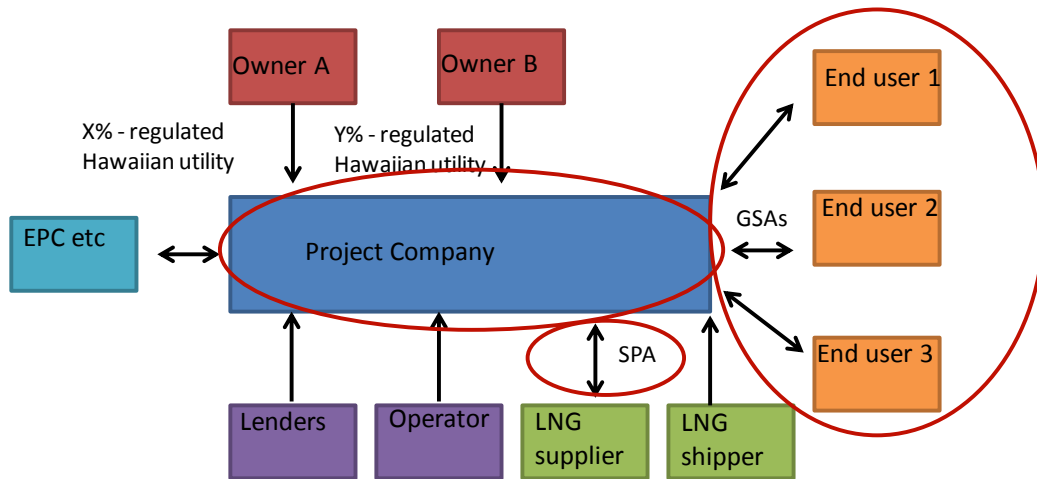 Owner A
Owner B
End user 1
X% - regulated
Hawaiian utility
Y% - regulated
Hawaiian utility
EPC etc
Project Company
GSAs
End user 2
SPA
End user 3
Lenders
Operator
LNG
supplier
LNG
shipper